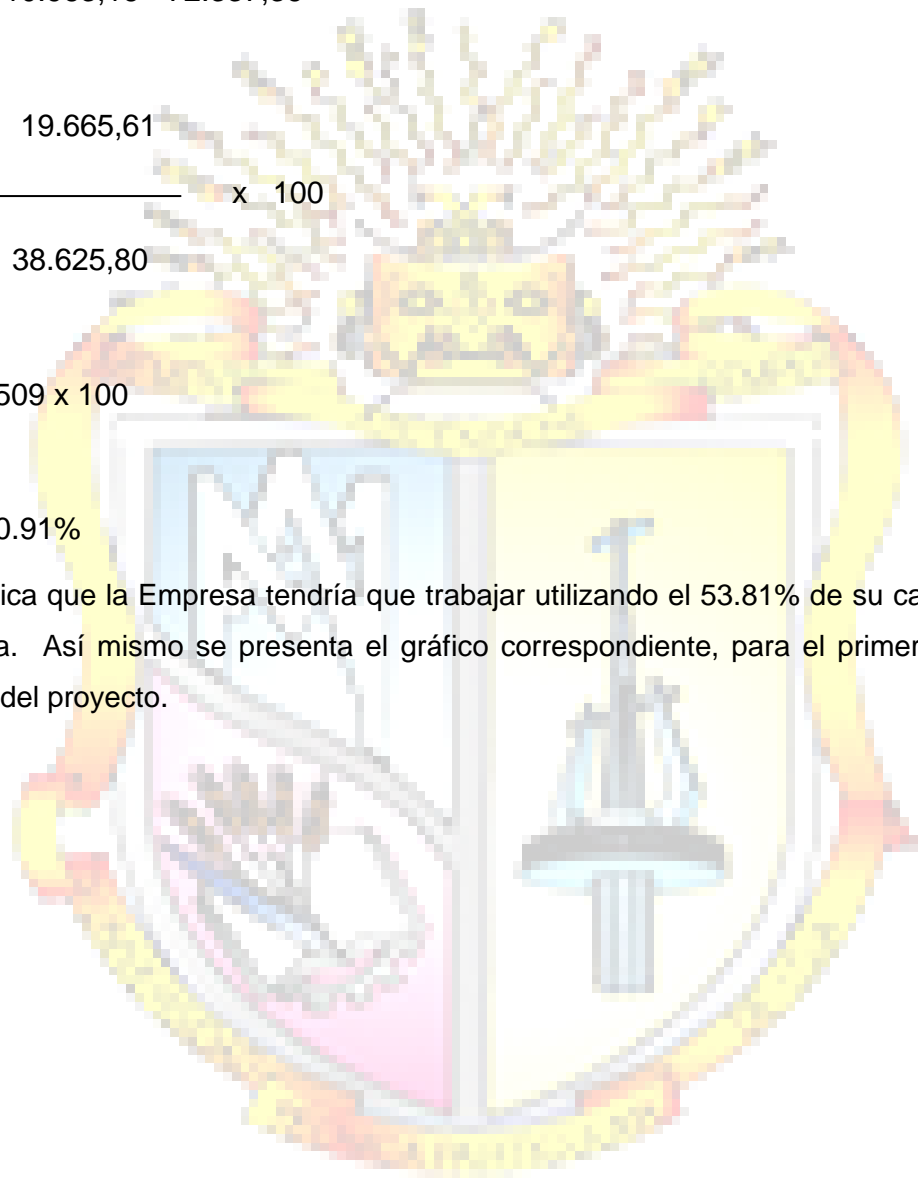 19.665,61
x 100
38.625,80
509 x 100
0.91%
ica que la Empresa tendría que trabajar utilizando el 53.81% de su ca
a. Así mismo se presenta el gráfico correspondiente, para el primer
del proyecto.